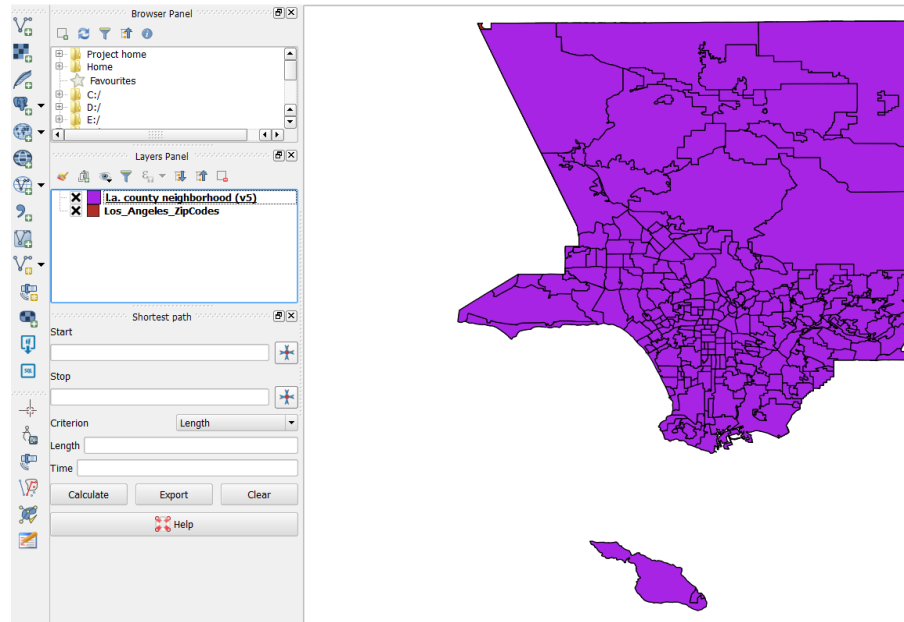 Browser Panel
Project home
Home
Favourites
C:/
D:/
E:/
Layers Panel
La. county neighborhood (v5)
Los_Angeles_ZipCodes
Shortest path
Start
Stop
Criterion Length
Length
Time
Calculate Export Clear
Help
SQL